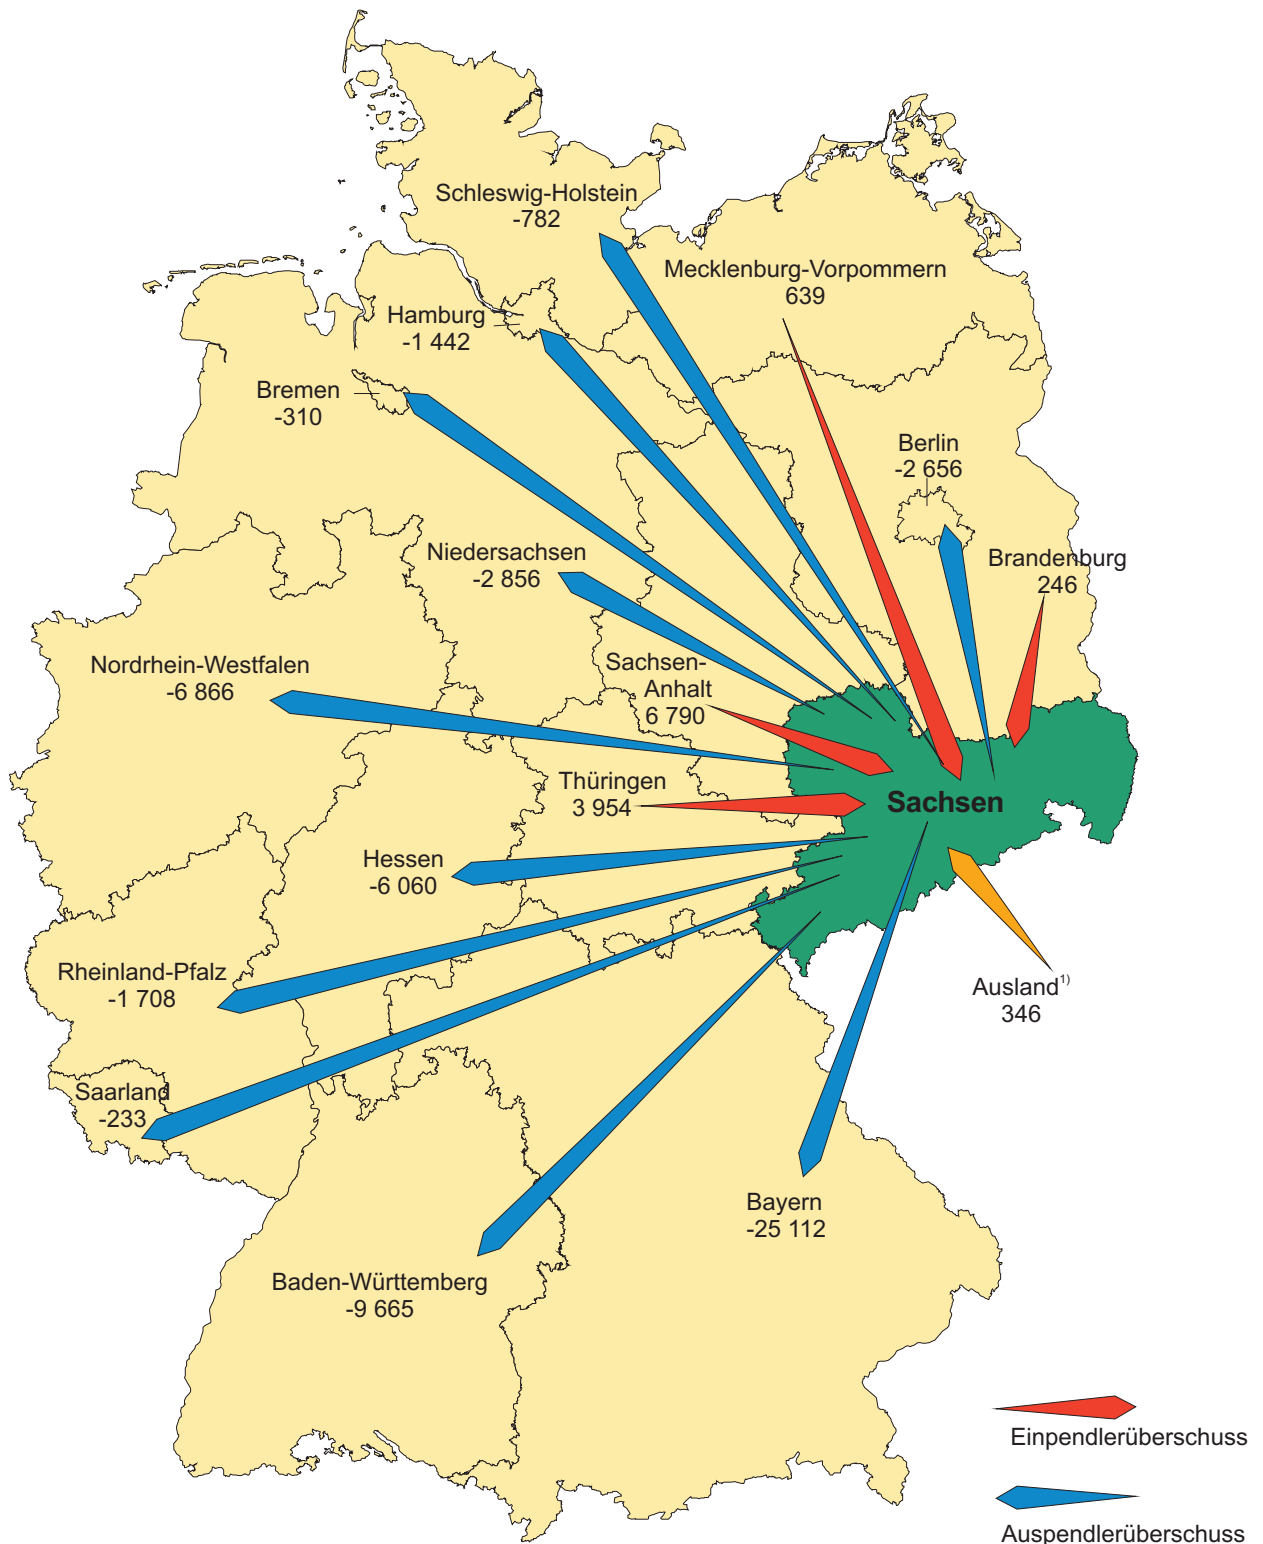 Schleswig-Holstein
-782
Mecklenburg-Vorpommern
639
Hamburg
-1 442
Bremen
-310
Berlin
-2 656
Niedersachsen
-2 856
Brandenburg
246
Nordrhein-Westfalen
-6 866
Sachsen-
Anhalt
6 790
Thüringen
3 954
Sachsen
Hessen
-6 060
Rheinland-Pfalz
-1 708
Ausland1)
346
Saarland
-233
Bayern
-25 112
Baden-Württemberg
-9 665
Einpendlerüberschuss
Auspendlerüberschuss